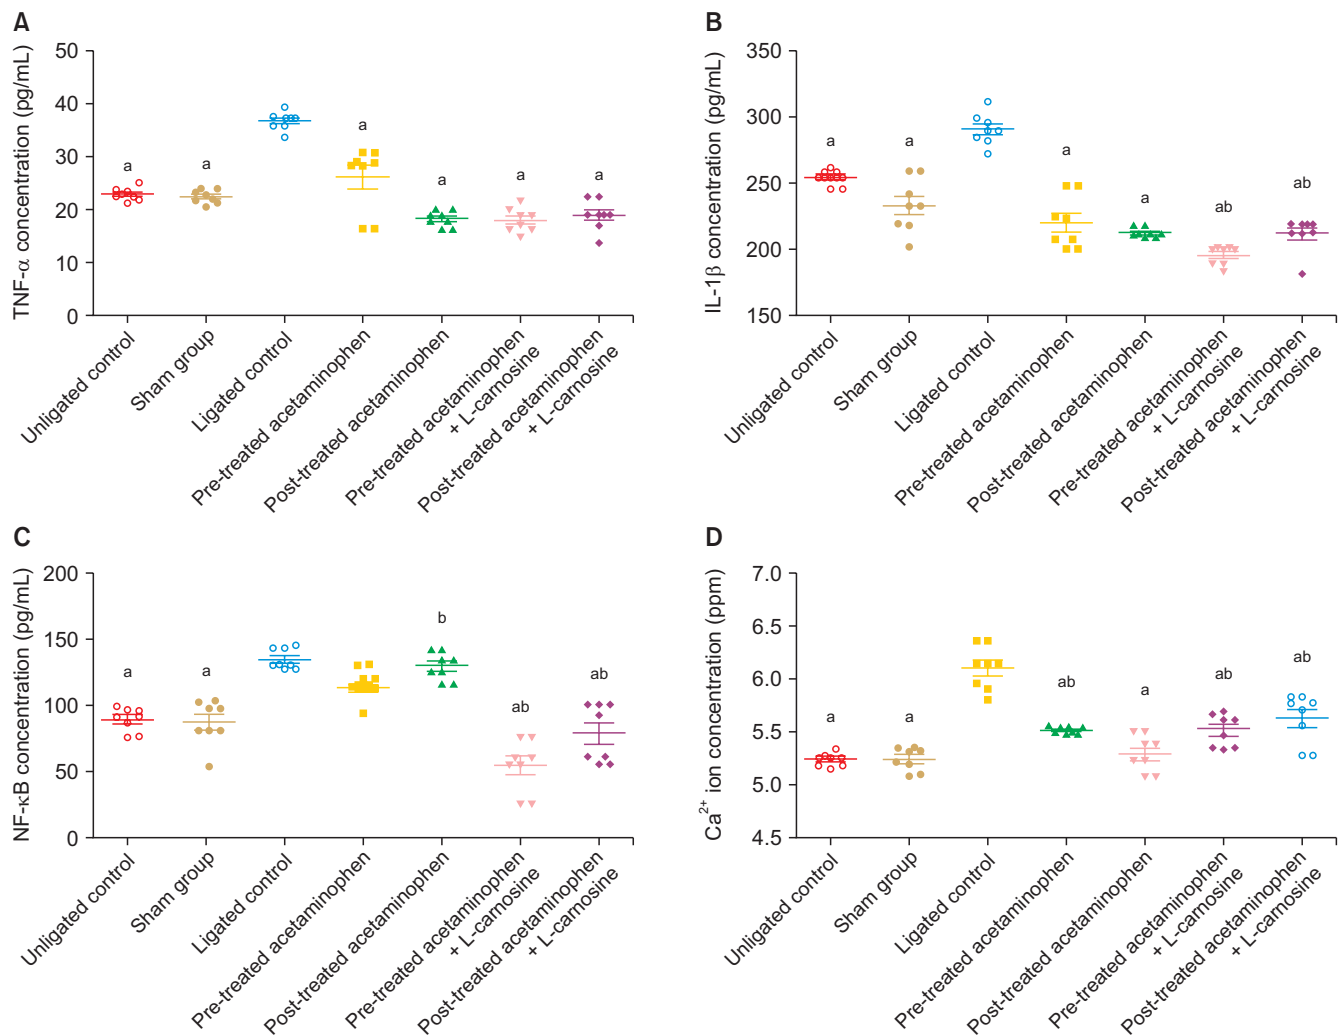 A
TNF-α concentration (pg/mL)
50
40
30
20
10
0
a
a
a
a
a
a
Unligated control
Sham group
Ligated control
Pre-treated acetaminophen
Post-treated acetaminophen
Pre-treated acetaminophen
+ L-carnosine
Post-treated acetaminophen
+ L-carnosine
B
IL-1β concentration (pg/mL)
350
300
250
200
150
a
a
a
a
ab
ab
Unligated control
Sham group
Ligated control
Pre-treated acetaminophen
Post-treated acetaminophen
Pre-treated acetaminophen
+ L-carnosine
Post-treated acetaminophen
+ L-carnosine
C
NF-κB concentration (pg/mL)
200
150
100
50
0
a
a
b
ab
ab
Unligated control
Sham group
Ligated control
Pre-treated acetaminophen
Post-treated acetaminophen
Pre-treated acetaminophen
+ L-carnosine
Post-treated acetaminophen
+ L-carnosine
D
Ca²⁺ ion concentration (ppm)
7.0
6.5
6.0
5.5
5.0
4.5
a
a
ab
a
ab
ab
Unligated control
Sham group
Ligated control
Pre-treated acetaminophen
Post-treated acetaminophen
Pre-treated acetaminophen
+ L-carnosine
Post-treated acetaminophen
+ L-carnosine